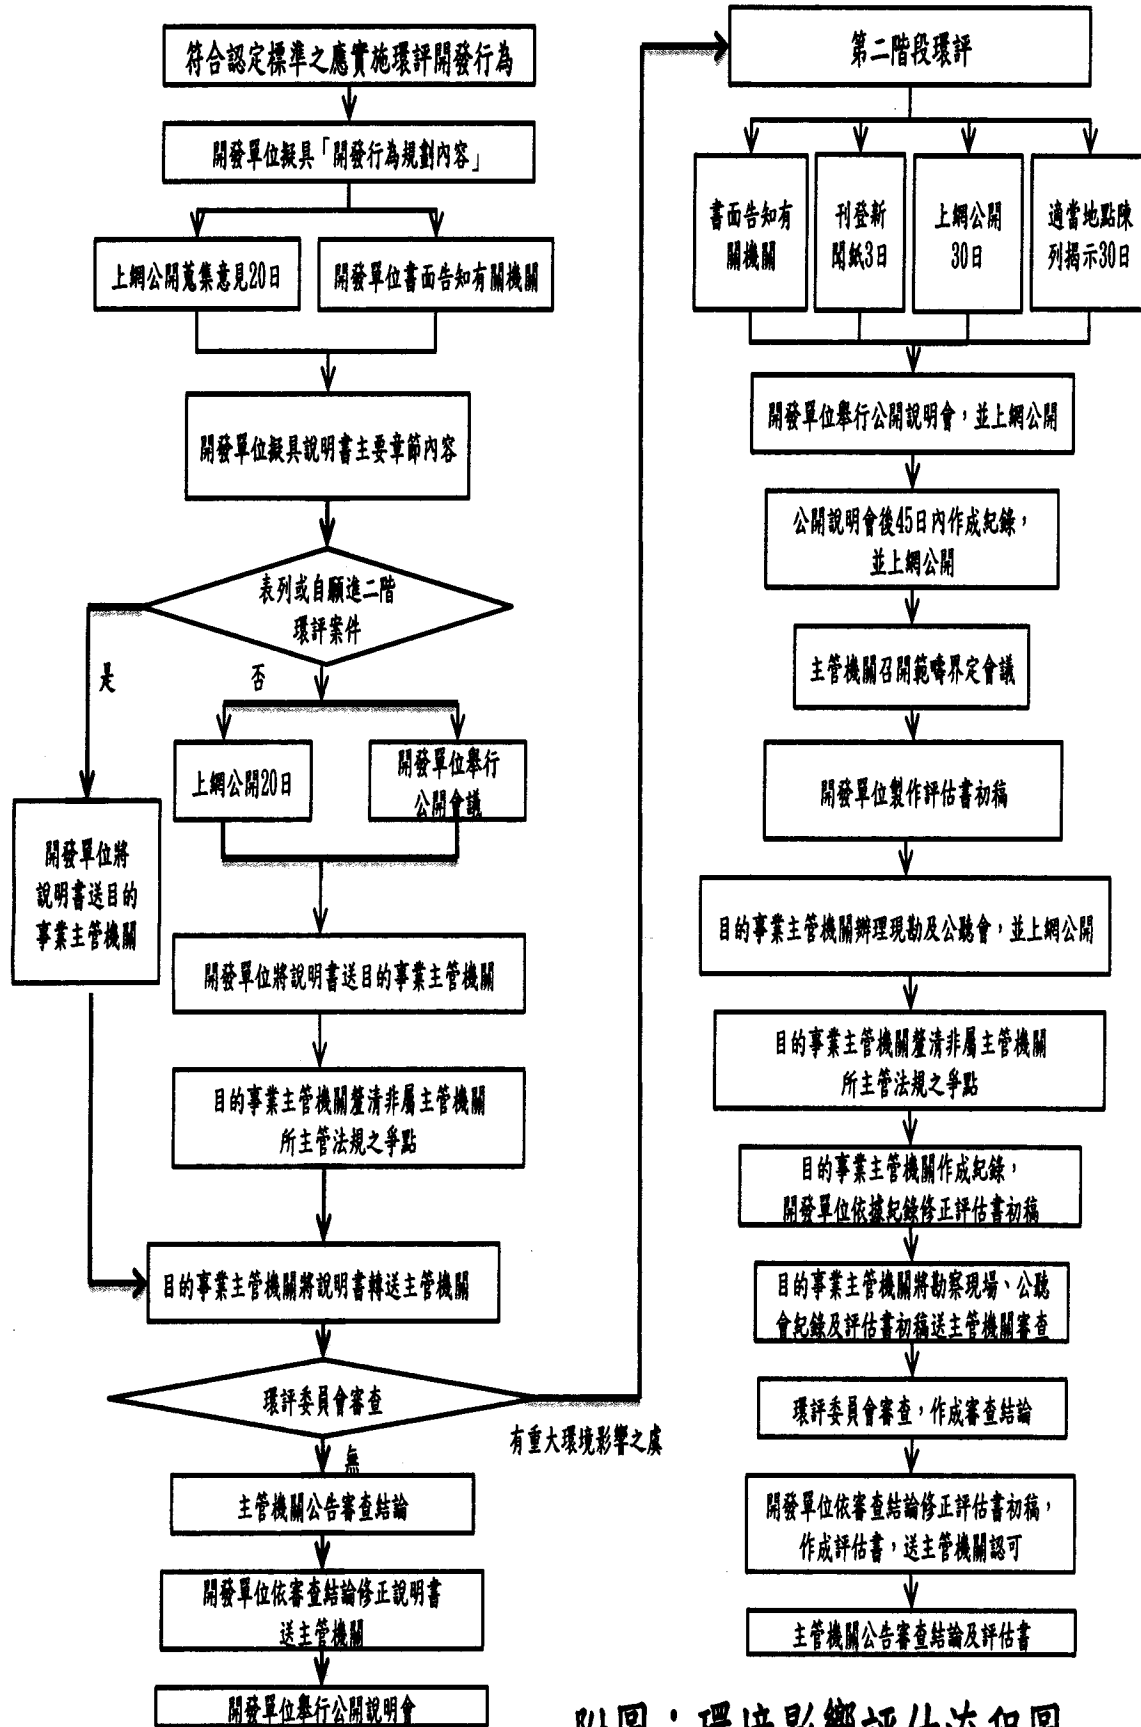 符合認定標準之應實施環評開發行為
開發單位擬具「開發行為規劃內容」
上網公開蒐集意見20日
開發單位書面告知有關機關
開發單位擬具說明書主要章節內容
表列或自願進二階
環評案件
是
否
上網公開20日
開發單位舉行
公開會議
開發單位將
說明書送目的
事業主管機關
開發單位將說明書送目的事業主管機關
目的事業主管機關釐清非屬主管機關
所主管法規之爭點
目的事業主管機關將說明書轉送主管機關
環評委員會審查
有重大環境影響之虞
無
主管機關公告審查結論
開發單位依審查結論修正說明書
送主管機關
開發單位舉行公開說明會
第二階段環評
書面告知有
關機關
刊登新
聞紙3日
上網公開
30日
適當地點陳
列揭示30日
開發單位舉行公開說明會，並上網公開
公開說明會後45日內作成紀錄，
並上網公開
主管機關召開範疇界定會議
開發單位製作評估書初稿
目的事業主管機關辦理現勘及公聽會，並上網公開
目的事業主管機關釐清非屬主管機關
所主管法規之爭點
目的事業主管機關作成紀錄，
開發單位依據紀錄修正評估書初稿
目的事業主管機關將勘察現場、公聽
會紀錄及評估書初稿送主管機關審查
環評委員會審查，作成審查結論
開發單位依審查結論修正評估書初稿，
作成評估書，送主管機關認可
主管機關公告審查結論及評估書
附圖：環境影響評估流程圖